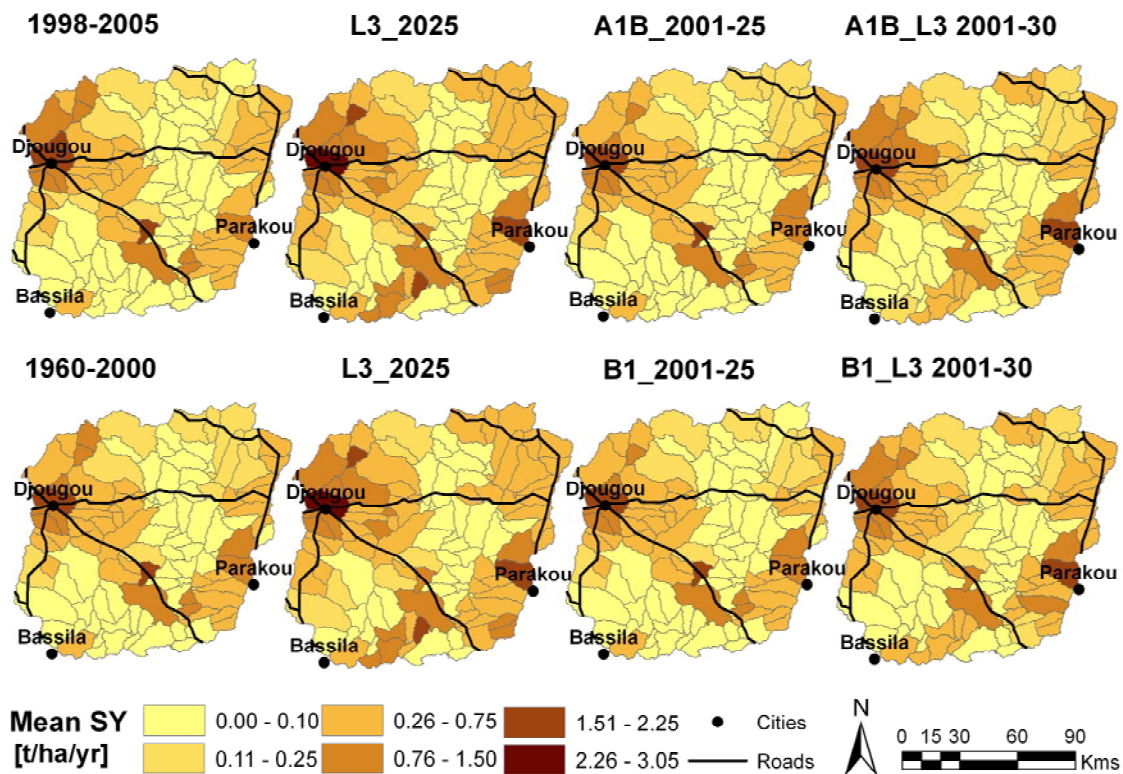 1998-2005 L3_2025 A1B_2001-25 A1B_L3 2001-30
Djougou Djougou Djougou Djougou
Parakou Parakou Parakou Parakou
Bassila Bassila Bassila Bassila
1960-2000 L3_2025 B1_2001-25 B1_L3 2001-30
Djougou Djougou Djougou Djougou
Parakou Parakou Parakou Parakou
Bassila Bassila Bassila Bassila
Mean SY 0.00 - 0.10 0.26 - 0.75 1.51 - 2.25 Cities N 0 15 30 60 90
[t/ha/yr] 0.11 - 0.25 0.76 - 1.50 2.26 - 3.05 Roads Kms